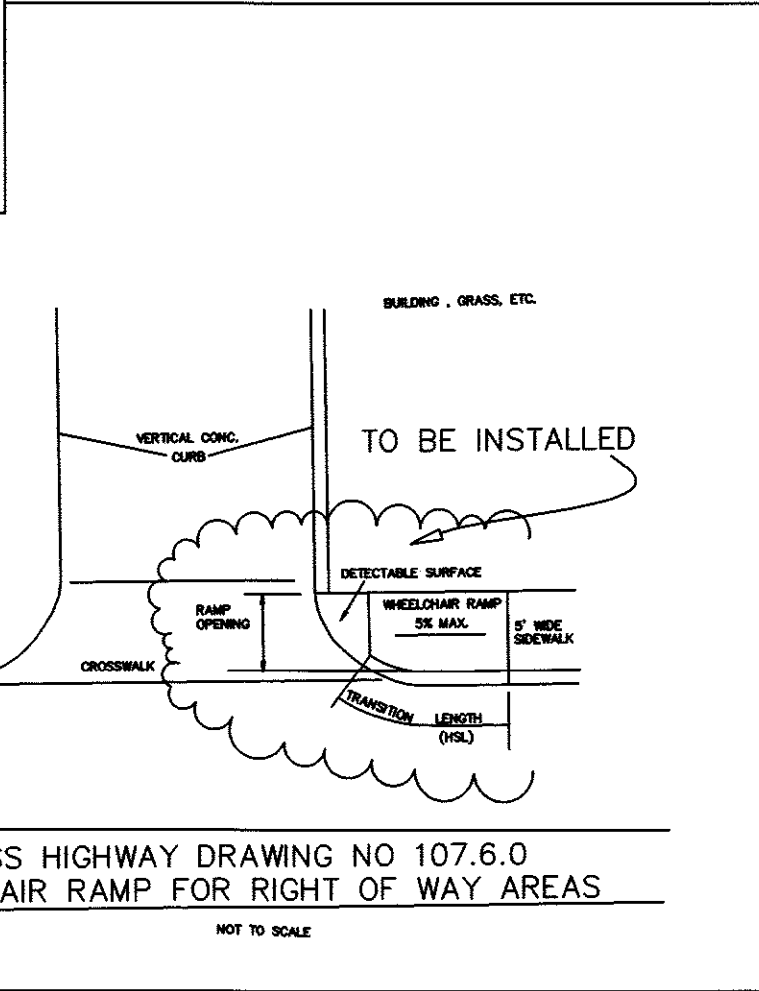 BUILDING , GRASS, ETC.
VERTICAL CONC.
CURB
TO BE INSTALLED
DETECTABLE SURFACE
RAMP
OPENING
WHEELCHAIR RAMP
5% MAX.
5' WIDE
SIDEWALK
CROSSWALK
TRANSITION LENGTH
(HSL)
SS HIGHWAY DRAWING NO 107.6.0
AIR RAMP FOR RIGHT OF WAY AREAS
NOT TO SCALE